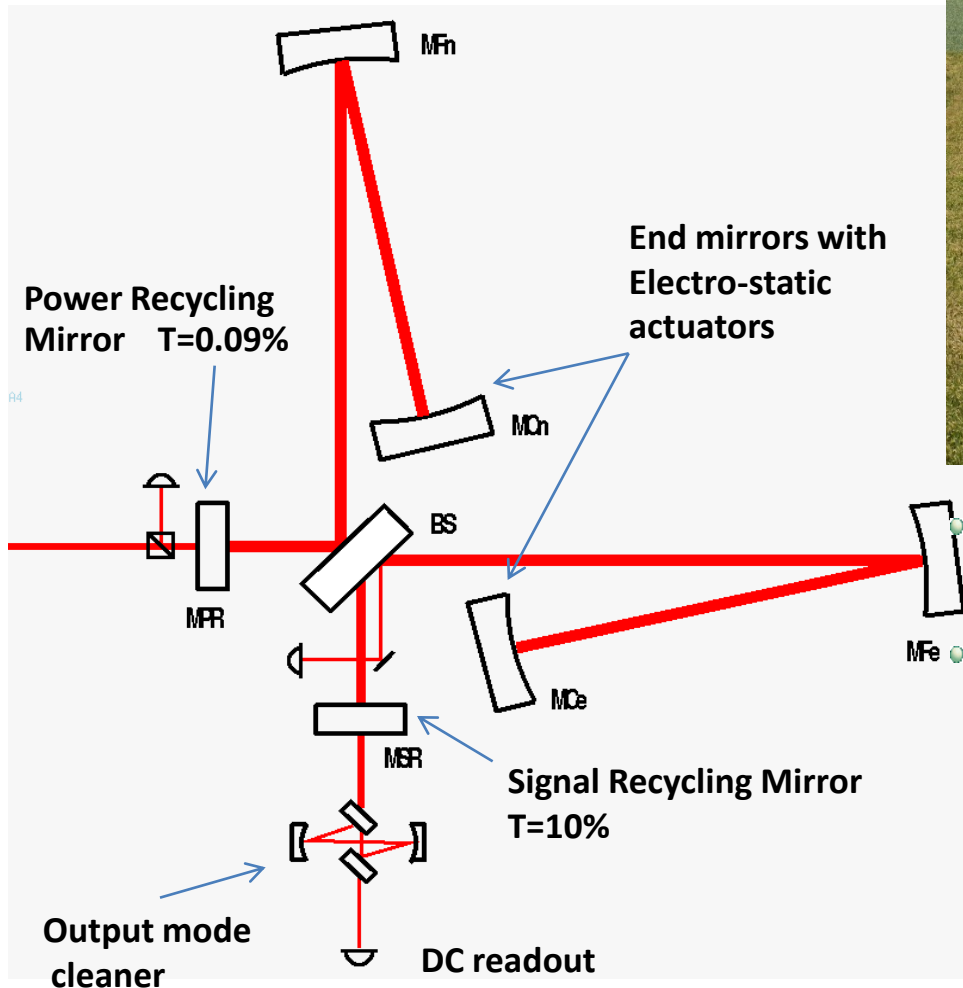 MFn
End mirrors with
Electro-static
actuators
Power Recycling
Mirror T=0.09%
A4
MCn
BS
MPR
MFe
MCe
MSR
Signal Recycling Mirror
T=10%
Output mode
cleaner
DC readout